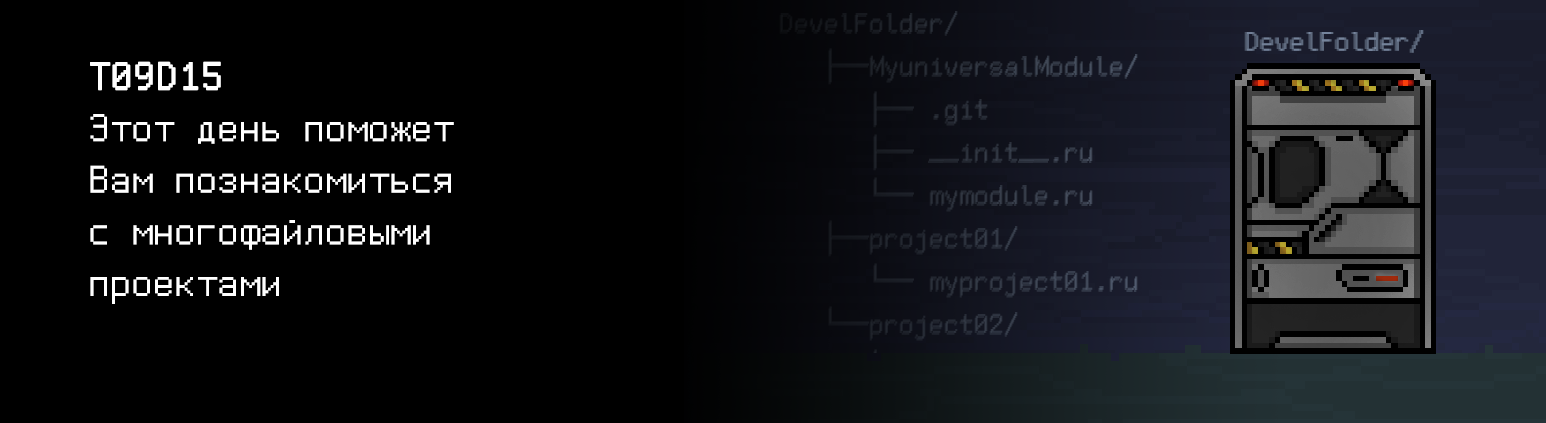 T09D15
Этот день поможет
Вам познакомиться
с многофайловыми
проектами
DevelFolder/
MyuniversalModule/
.git
__init__.ru
mymodule.ru
project01/
myproject01.ru
project02/
DevelFolder/